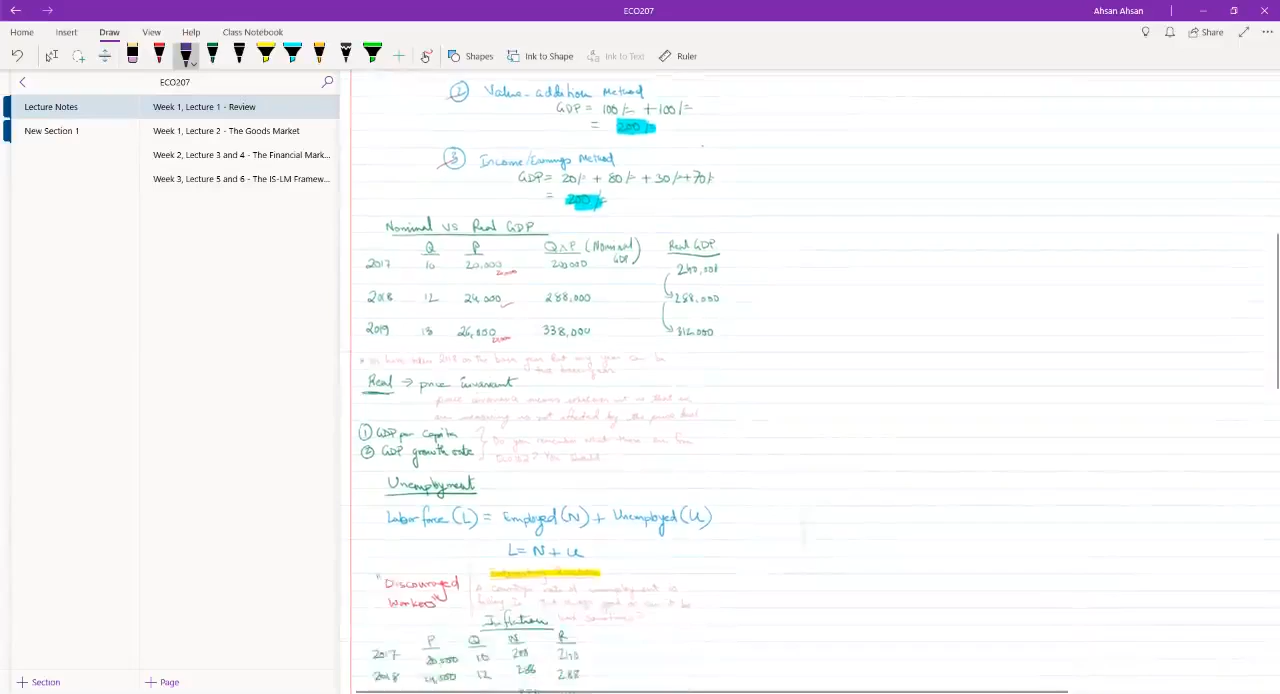 ECO207
Ahsan Ahsan
Home Insert Draw View Help Class Notebook
Share
Shapes Ink to Shape Ink to Text Ruler
ECO207
Lecture Notes
New Section 1
Week 1, Lecture 1 - Review
Week 1, Lecture 2 - The Goods Market
Week 2, Lecture 3 and 4 - The Financial Mark...
Week 3, Lecture 5 and 6 - The IS-LM Framew...
② Value-addition Method
GDP = 100/= + 100/=
= 200/=
③ Income/Earnings Method
GDP = 20/= + 80/= + 30/= + 70/=
= 200/=
Nominal vs Real GDP
Q P Q×P (Nominal GDP) Real GDP
2017 10 20,000 200000 240,000
2018 12 24,000 288,000 288,000
2019 13 26,000 338,000 312,000
Real → price invariant
① GDP per Capita
② GDP growth rate
Unemployment
Labor force (L) = Employed (N) + Unemployed (U)
L = N + U
"Discouraged
Workers"
Inflation
P Q N R
2017 20,000 10 200 240
2018 24,000 12 288 288
+ Section
+ Page